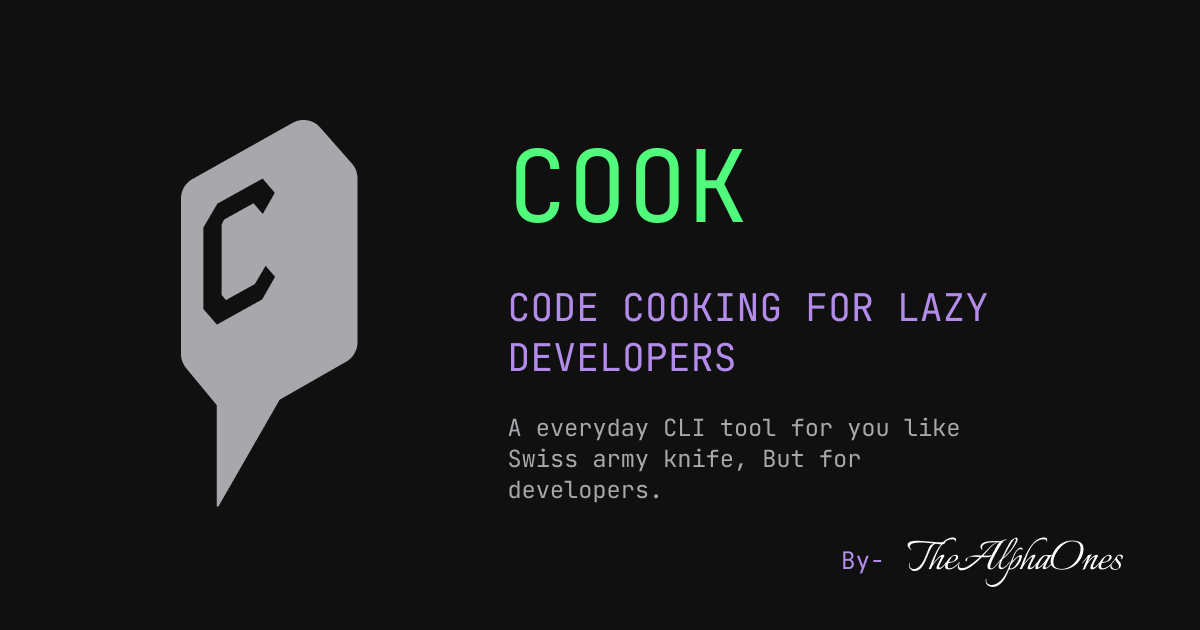 C
COOK
CODE COOKING FOR LAZY
DEVELOPERS
A everyday CLI tool for you like
Swiss army knife, But for
developers.
By- TheAlphaOnes